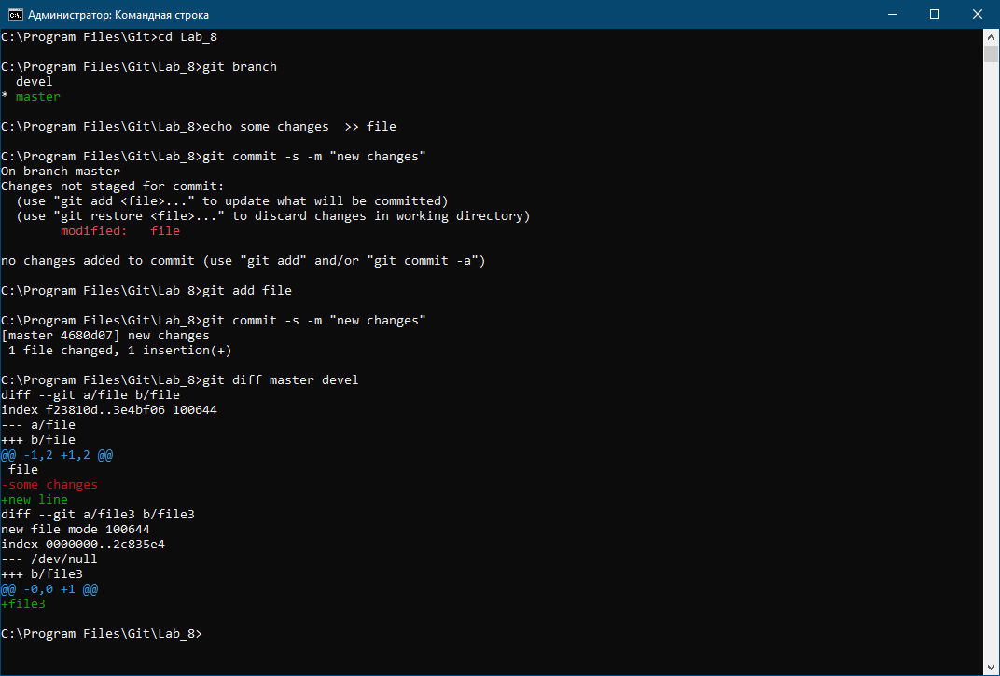 Администратор: Командная строка
C:\Program Files\Git>cd Lab_8
C:\Program Files\Git\Lab_8>git branch
  devel
* master
C:\Program Files\Git\Lab_8>echo some changes  >> file
C:\Program Files\Git\Lab_8>git commit -s -m "new changes"
On branch master
Changes not staged for commit:
  (use "git add <file>..." to update what will be committed)
  (use "git restore <file>..." to discard changes in working directory)
        modified:   file
no changes added to commit (use "git add" and/or "git commit -a")
C:\Program Files\Git\Lab_8>git add file
C:\Program Files\Git\Lab_8>git commit -s -m "new changes"
[master 4680d07] new changes
 1 file changed, 1 insertion(+)
C:\Program Files\Git\Lab_8>git diff master devel
diff --git a/file b/file
index f23810d..3e4bf06 100644
--- a/file
+++ b/file
@@ -1,2 +1,2 @@
 file
-some changes
+new line
diff --git a/file3 b/file3
new file mode 100644
index 0000000..2c835e4
--- /dev/null
+++ b/file3
@@ -0,0 +1 @@
+file3
C:\Program Files\Git\Lab_8>